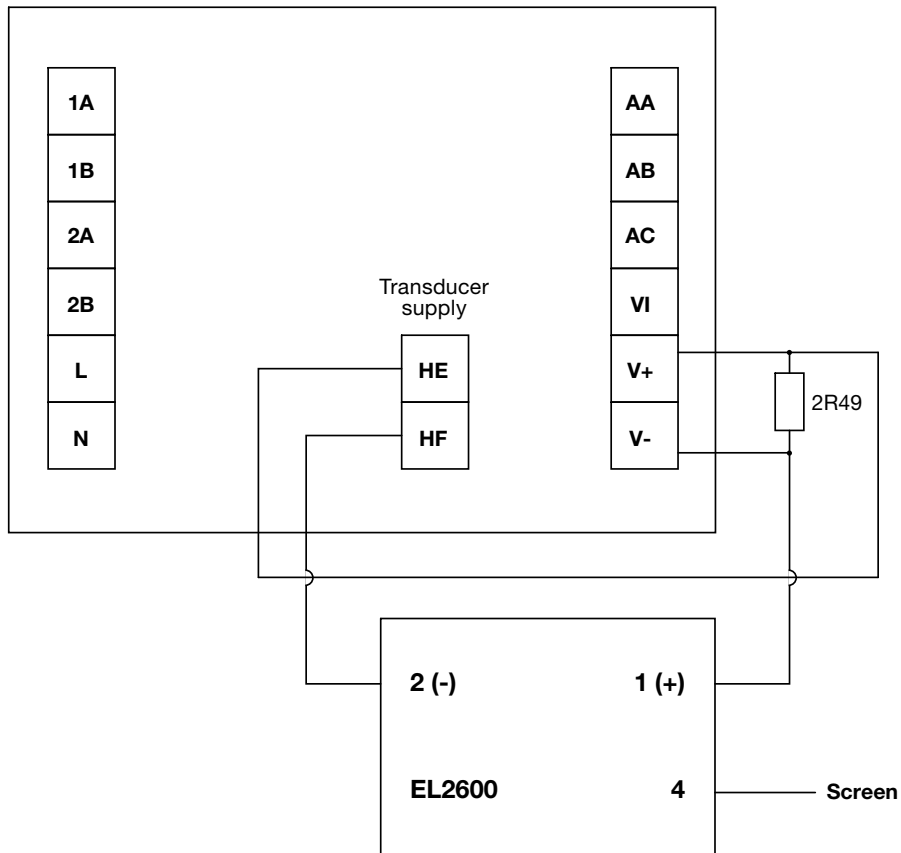 1A
1B
2A
2B
L
N
Transducer
supply
HE
HF
AA
AB
AC
VI
V+
V-
2R49
2 (-)
1 (+)
EL2600
4
Screen